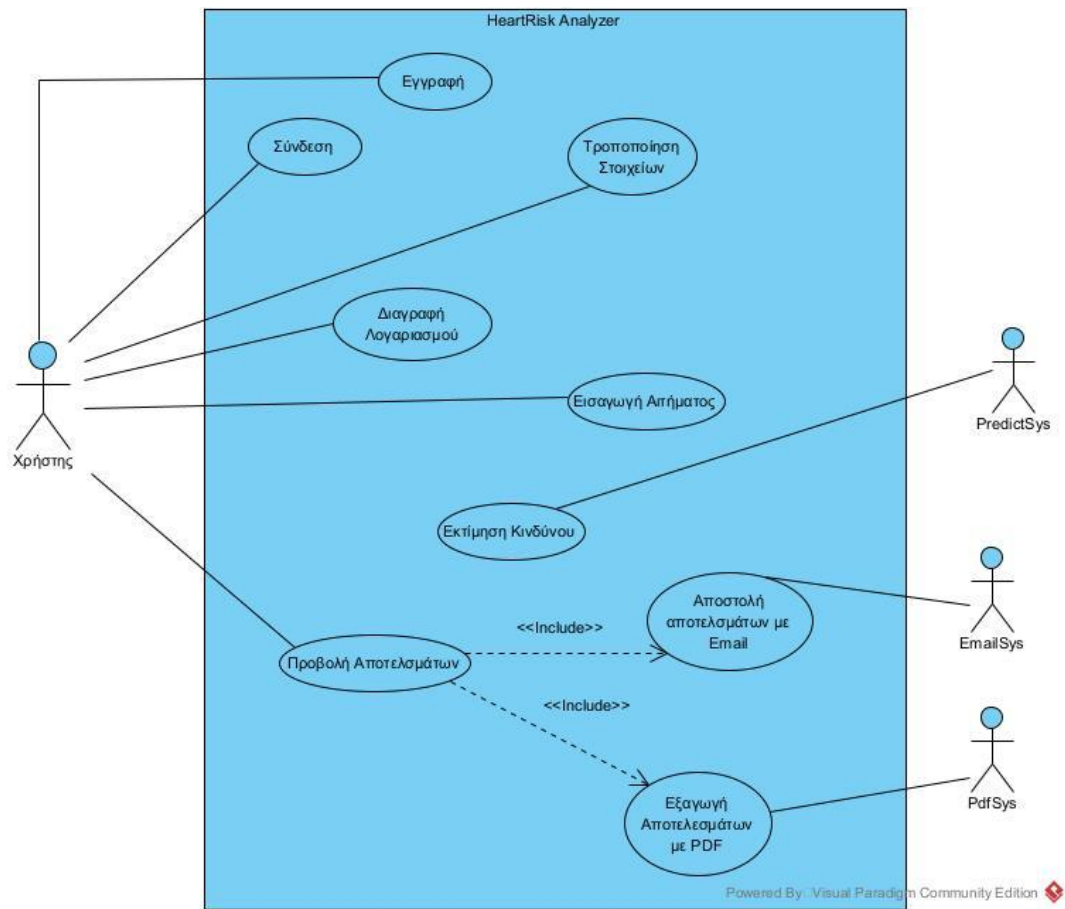 HeartRisk Analyzer
Εγγραφή
Σύνδεση
Τροποποίηση
Στοιχείων
Διαγραφή
Λογαριασμού
Εισαγωγή Αιτήματος
Χρήστης
PredictSys
Εκτίμηση Κινδύνου
Αποστολή
αποτελσμάτων με
Email
<<Include>>
EmailSys
Προβολή Αποτελσμάτων
<<Include>>
PdfSys
Εξαγωγή
Αποτελεσμάτων
με PDF
Powered By Visual Paradigm Community Edition